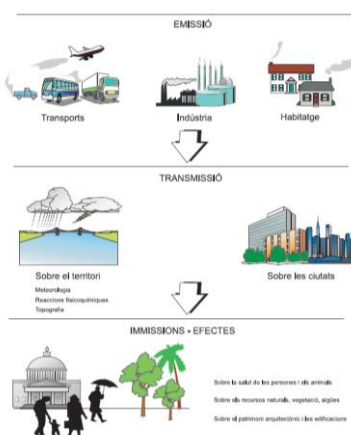 EMISSIÓ
Transports
Indústria
Habitatge
TRANSMISSIÓ
Sobre el territori
Meteorologia
Reaccions fisicoquímiques
Topografia
Sobre les ciutats
IMMISSIONS - EFECTES
Sobre la salut de les persones i els animals
Sobre els recursos naturals, vegetació, aigües
Sobre el patrimoni arquitectònic i les edificacions